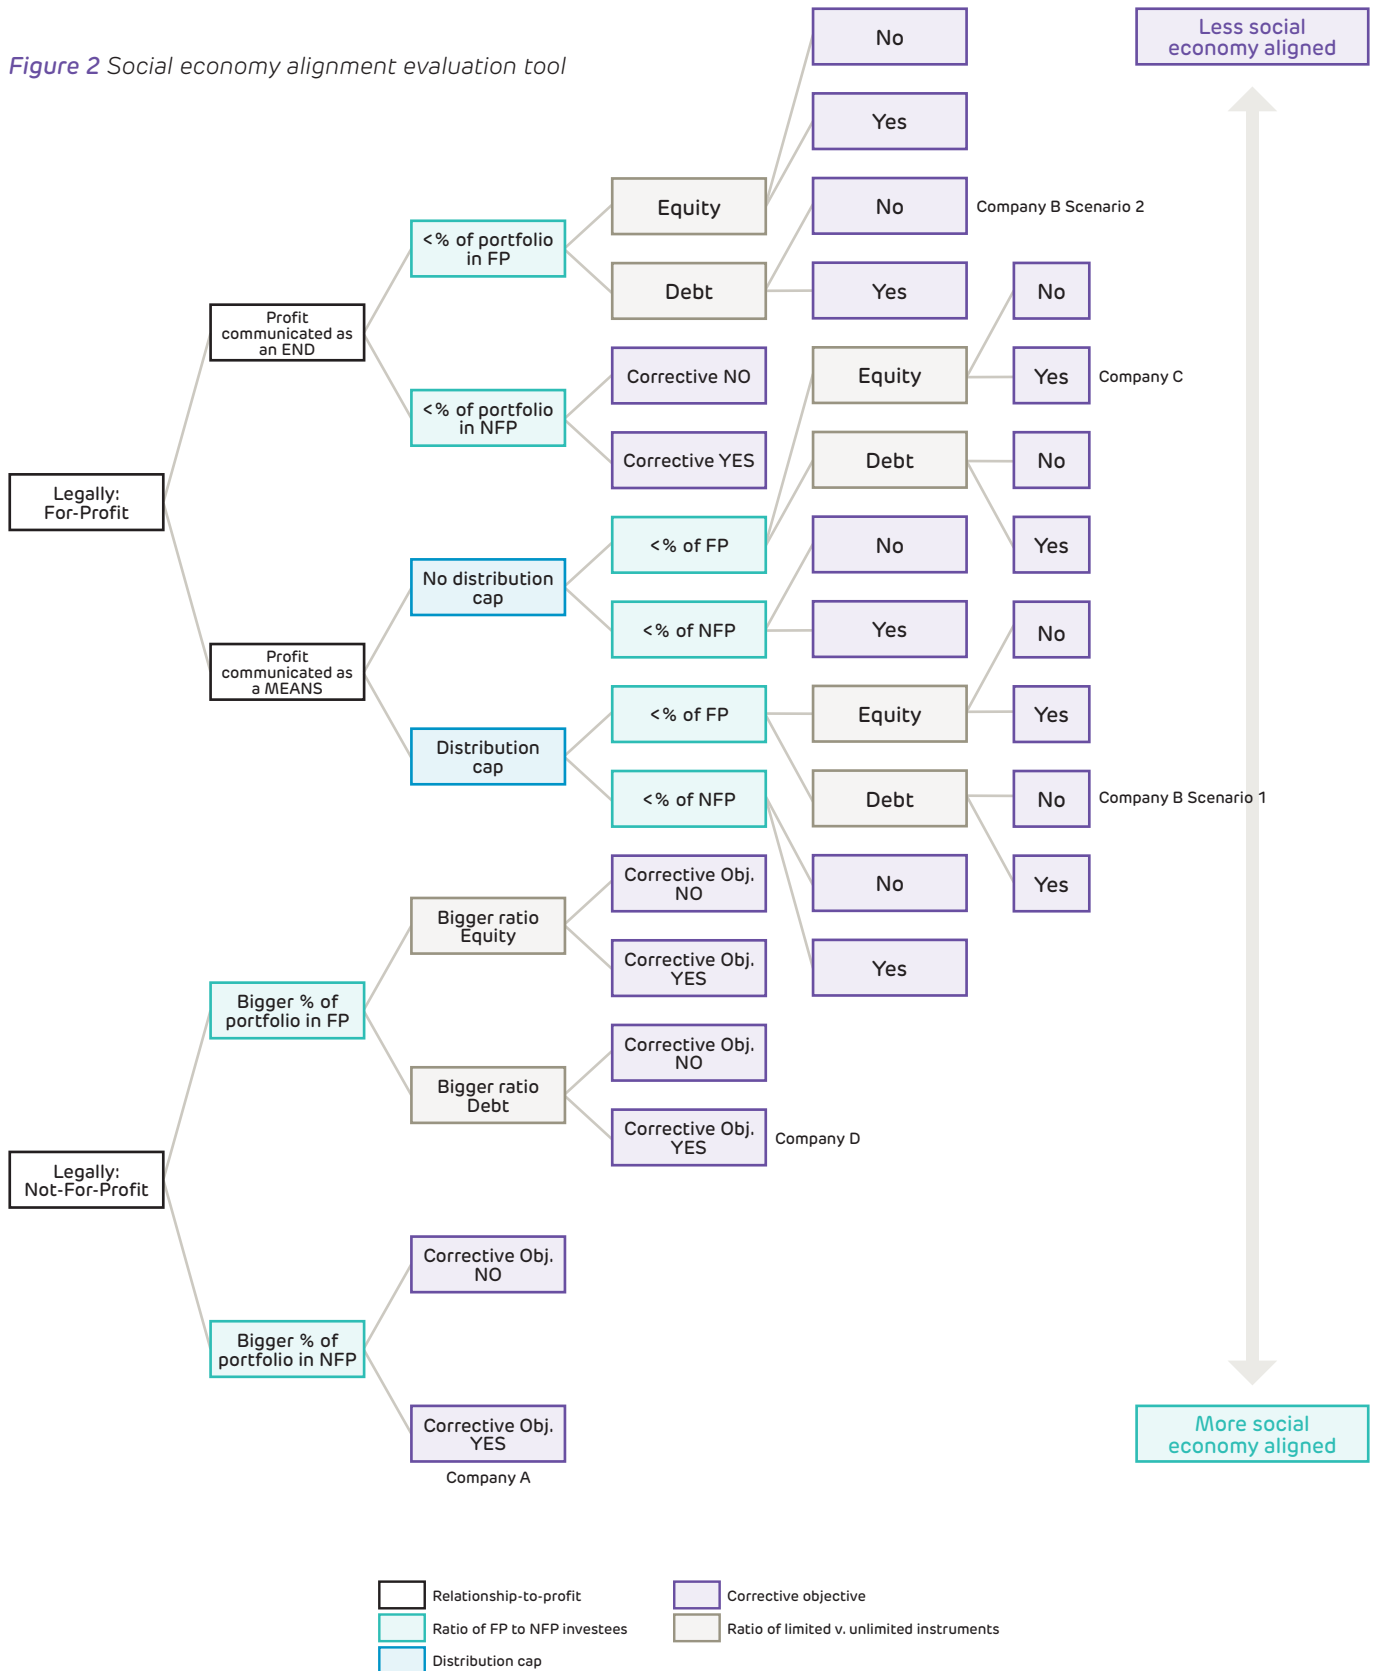 Figure 2 Social economy alignment evaluation tool
No
Less social
economy aligned
Yes
Equity
No
Company B Scenario 2
<% of portfolio
in FP
Debt
Yes
No
Profit
communicated as
an END
Corrective NO
Equity
Yes
Company C
<% of portfolio
in NFP
Corrective YES
Debt
No
Legally:
For-Profit
<% of FP
No
Yes
No distribution
cap
<% of NFP
Yes
No
Profit
communicated as
a MEANS
<% of FP
Equity
Yes
Distribution
cap
<% of NFP
Debt
No
Company B Scenario 1
Corrective Obj.
NO
No
Yes
Bigger ratio
Equity
Corrective Obj.
YES
Yes
Bigger % of
portfolio in FP
Corrective Obj.
NO
Bigger ratio
Debt
Corrective Obj.
YES
Company D
Legally:
Not-For-Profit
Corrective Obj.
NO
Bigger % of
portfolio in NFP
Corrective Obj.
YES
Company A
More social
economy aligned
Relationship-to-profit
Corrective objective
Ratio of FP to NFP investees
Ratio of limited v. unlimited instruments
Distribution cap